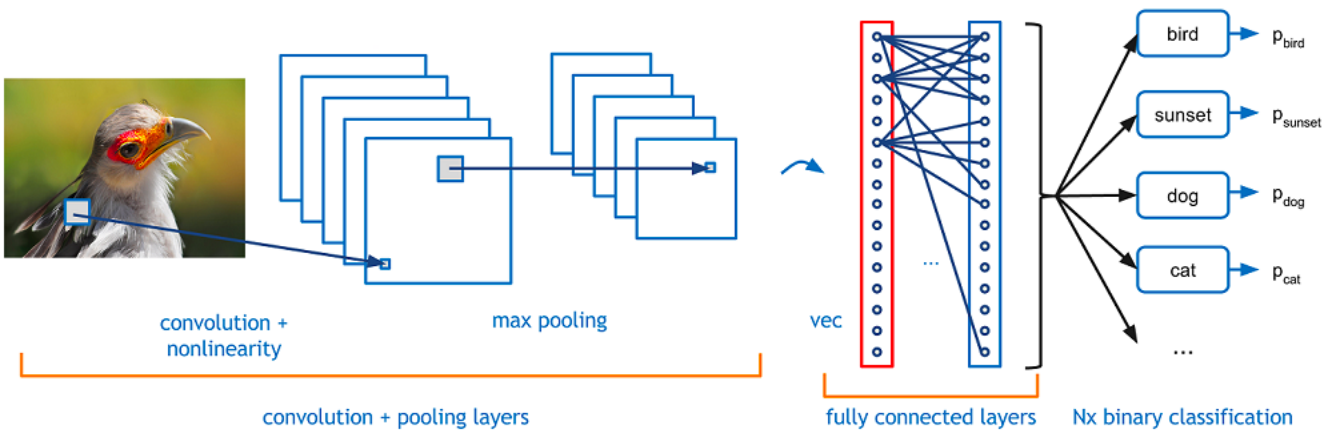 bird
p_bird
sunset
p_sunset
dog
p_dog
cat
p_cat
...
...
convolution +
nonlinearity
max pooling
vec
convolution + pooling layers
fully connected layers
Nx binary classification